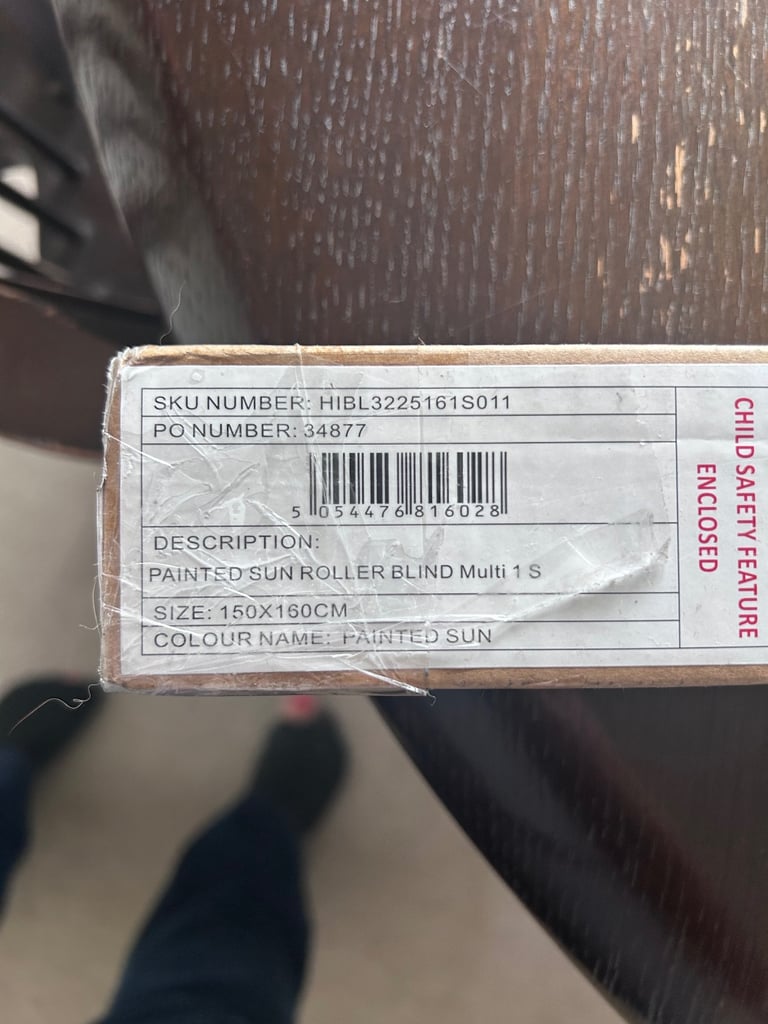 SKU NUMBER: HIBL3225161S011
PO NUMBER: 34877
5 054476 816028
DESCRIPTION:
PAINTED SUN ROLLER BLIND Multi 1 S
SIZE: 150X160CM
COLOUR NAME: PAINTED SUN
CHILD SAFETY FEATURE
ENCLOSED